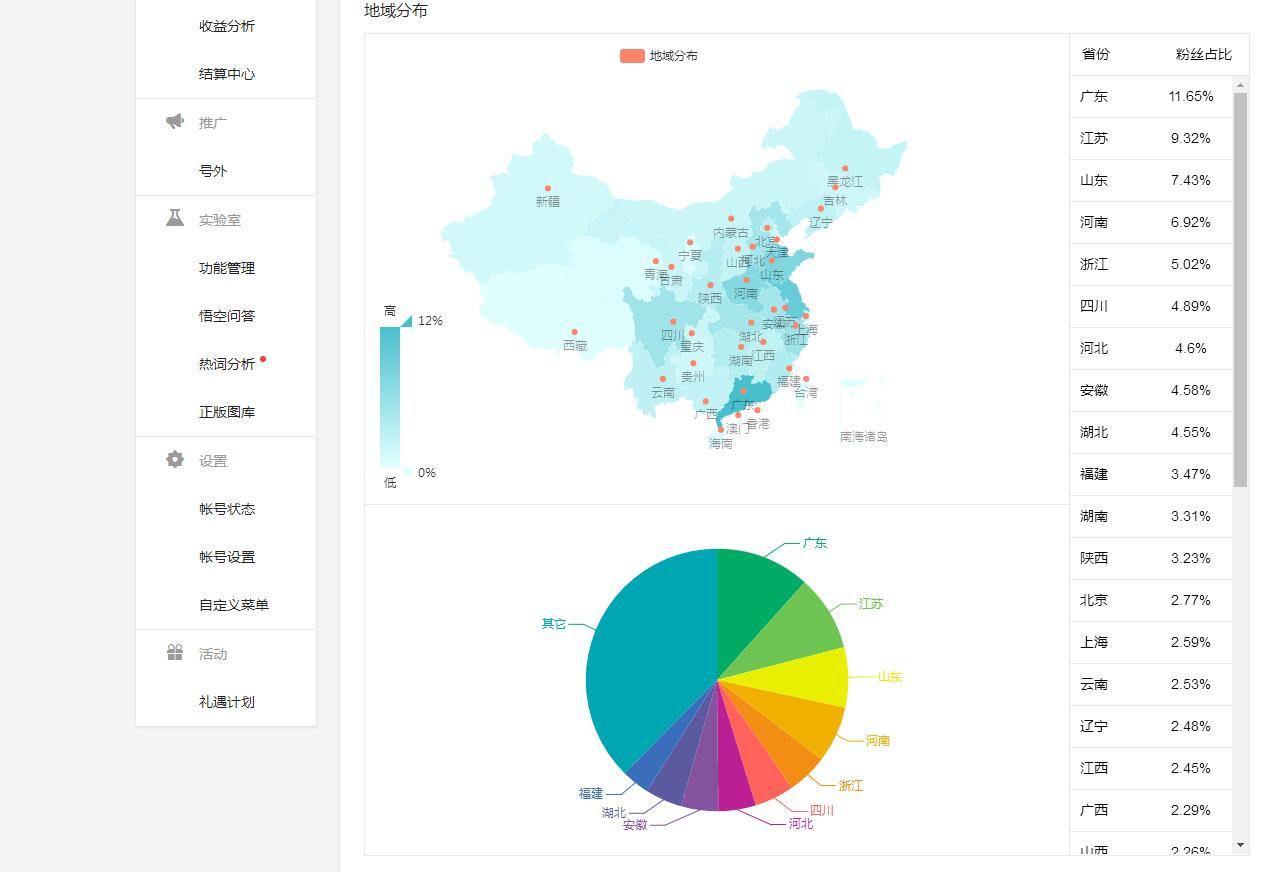 收益分析
结算中心
推广
号外
实验室
功能管理
悟空问答
热词分析
正版图库
设置
帐号状态
帐号设置
自定义菜单
活动
礼遇计划
地域分布
地域分布
黑龙江
吉林
新疆
辽宁
内蒙古
北京
天津
宁夏
山西
河北
青海
甘肃
山东
陕西
河南
高
12%
安徽
江苏
上海
四川
湖北
浙江
西藏
重庆
湖南
江西
贵州
福建
云南
台湾
广东
广西
香港
澳门
海南
南海诸岛
0%
低
广东
江苏
其它
山东
河南
浙江
福建
四川
湖北
安徽
河北
省份 粉丝占比
广东 11.65%
江苏 9.32%
山东 7.43%
河南 6.92%
浙江 5.02%
四川 4.89%
河北 4.6%
安徽 4.58%
湖北 4.55%
福建 3.47%
湖南 3.31%
陕西 3.23%
北京 2.77%
上海 2.59%
云南 2.53%
辽宁 2.48%
江西 2.45%
广西 2.29%
山西 2.26%